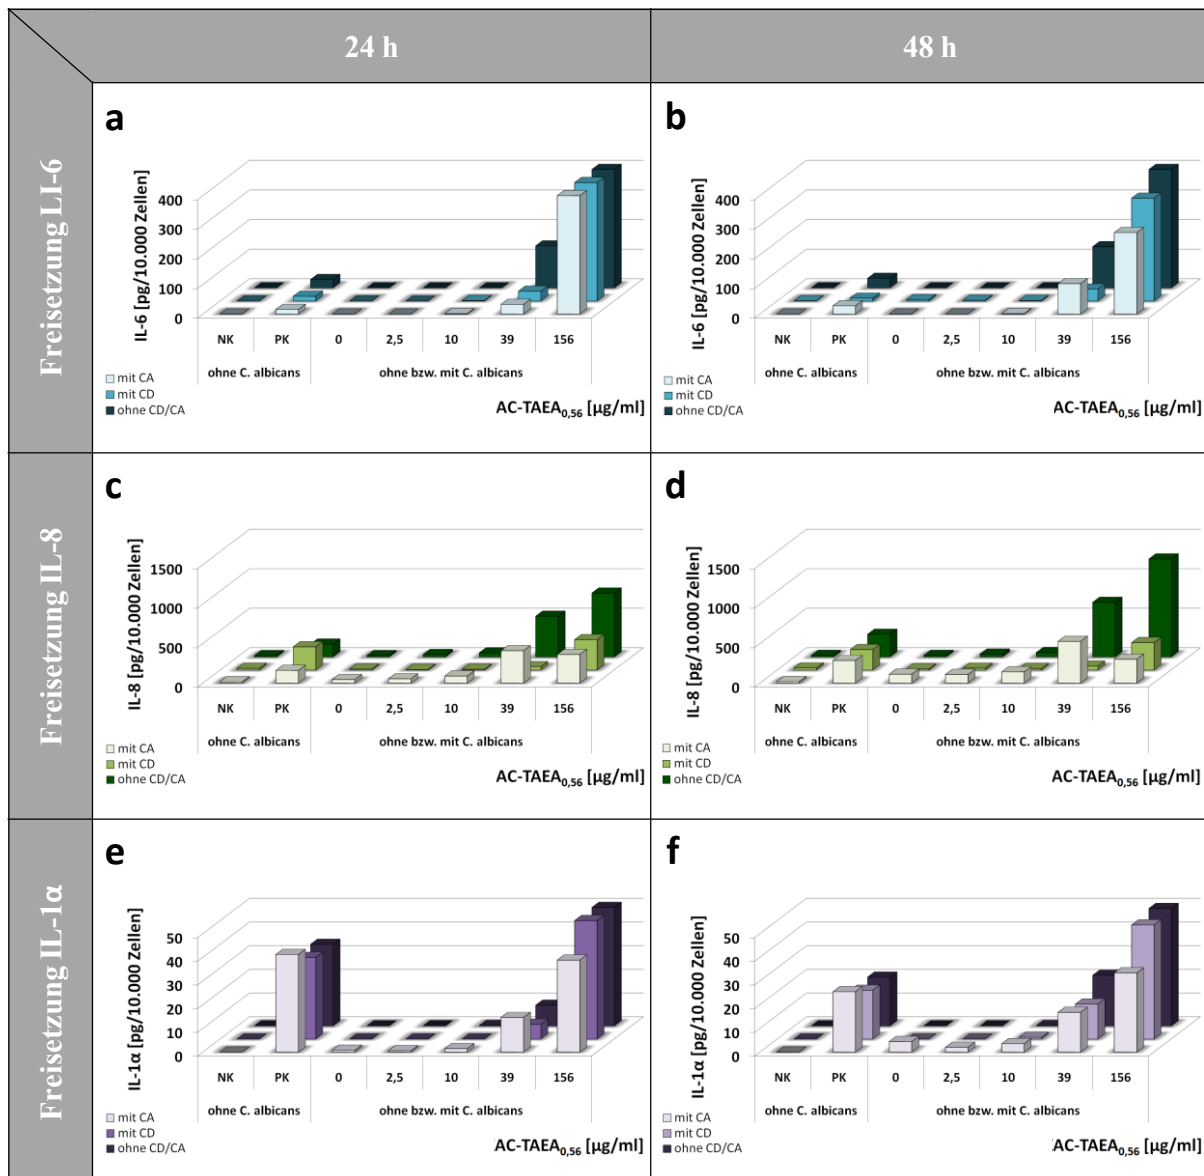 24 h
48 h
Freisetzung LI-6
a
IL-6 [pg/10.000 Zellen]
400
300
200
100
0
NK PK 0 2,5 10 39 156
ohne C. albicans ohne bzw. mit C. albicans
mit CA
mit CD
ohne CD/CA
AC-TAEA0,56 [µg/ml]
b
IL-6 [pg/10.000 Zellen]
400
300
200
100
0
NK PK 0 2,5 10 39 156
ohne C. albicans ohne bzw. mit C. albicans
mit CA
mit CD
ohne CD/CA
AC-TAEA0,56 [µg/ml]
Freisetzung IL-8
c
IL-8 [pg/10.000 Zellen]
1500
1000
500
0
NK PK 0 2,5 10 39 156
ohne C. albicans ohne bzw. mit C. albicans
mit CA
mit CD
ohne CD/CA
AC-TAEA0,56 [µg/ml]
d
IL-8 [pg/10.000 Zellen]
1500
1000
500
0
NK PK 0 2,5 10 39 156
ohne C. albicans ohne bzw. mit C. albicans
mit CA
mit CD
ohne CD/CA
AC-TAEA0,56 [µg/ml]
Freisetzung IL-1α
e
IL-1α [pg/10.000 Zellen]
50
40
30
20
10
0
NK PK 0 2,5 10 39 156
ohne C. albicans ohne bzw. mit C. albicans
mit CA
mit CD
ohne CD/CA
AC-TAEA0,56 [µg/ml]
f
IL-1α [pg/10.000 Zellen]
50
40
30
20
10
0
NK PK 0 2,5 10 39 156
ohne C. albicans ohne bzw. mit C. albicans
mit CA
mit CD
ohne CD/CA
AC-TAEA0,56 [µg/ml]